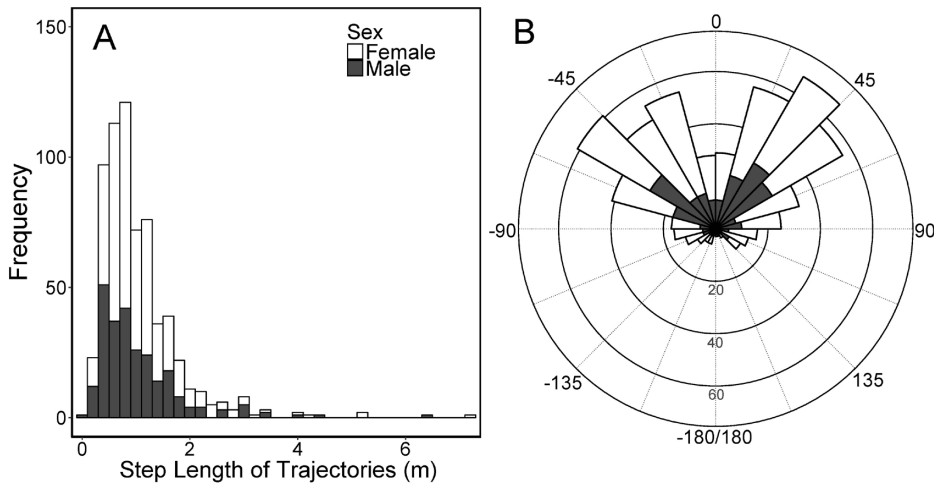 A
Sex
Female
Male
150
100
50
0
Frequency
0 2 4 6
Step Length of Trajectories (m)
B
0
-45 45
-90 90
20
40
60
-135 135
-180/180